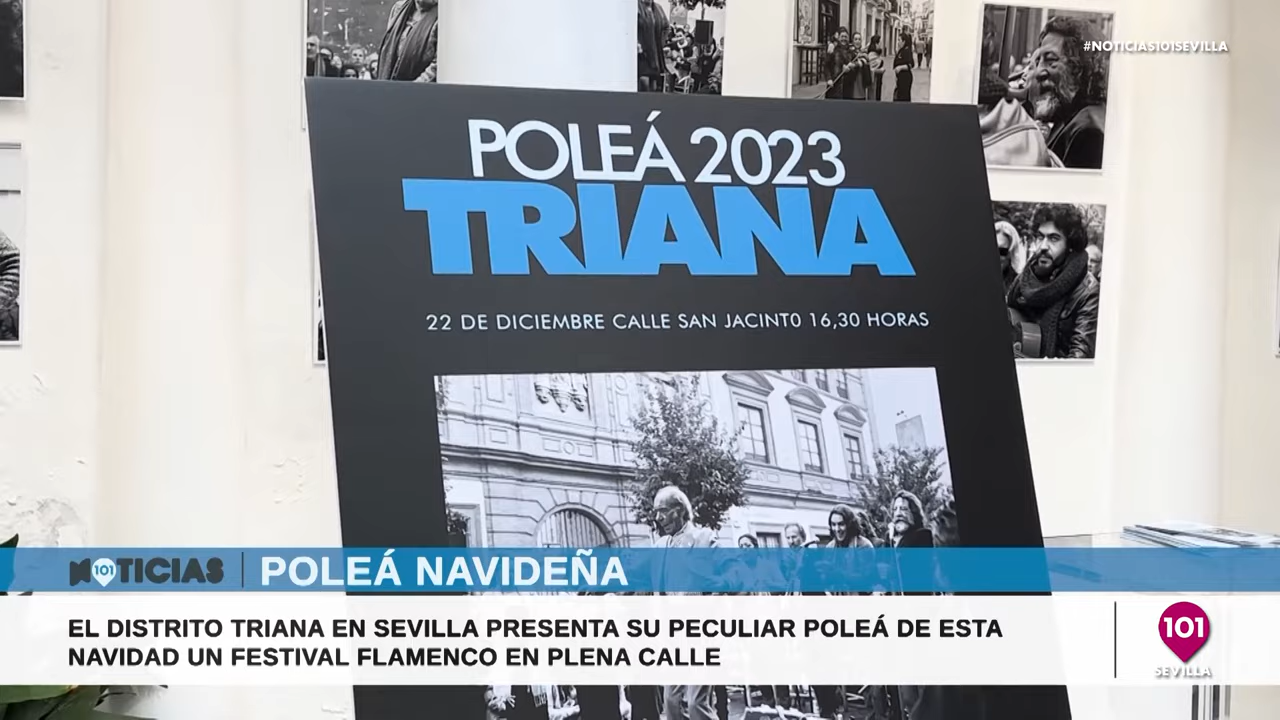 #NOTICIAS101SEVILLA
POLEÁ 2023
TRIANA
22 DE DICIEMBRE CALLE SAN JACINTO 16,30 HORAS
NOTICIAS 101
POLEÁ NAVIDEÑA
EL DISTRITO TRIANA EN SEVILLA PRESENTA SU PECULIAR POLEÁ DE ESTA
NAVIDAD UN FESTIVAL FLAMENCO EN PLENA CALLE
101
SEVILLA